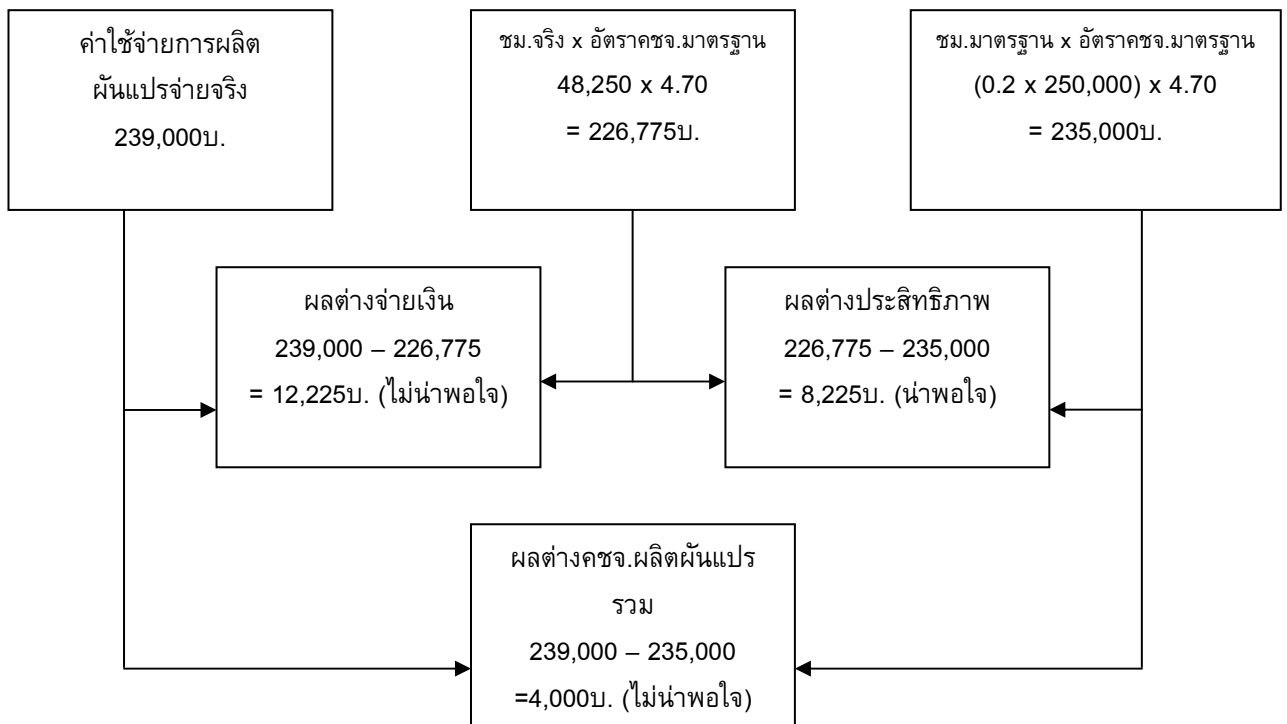 ค่าใช้จ่ายการผลิต
ผันแปรจ่ายจริง
239,000บ.
ชม.จริง x อัตราคชจ.มาตรฐาน
48,250 x 4.70
= 226,775บ.
ชม.มาตรฐาน x อัตราคชจ.มาตรฐาน
(0.2 x 250,000) x 4.70
= 235,000บ.
ผลต่างจ่ายเงิน
239,000 – 226,775
= 12,225บ. (ไม่น่าพอใจ)
ผลต่างประสิทธิภาพ
226,775 – 235,000
= 8,225บ. (น่าพอใจ)
ผลต่างคชจ.ผลิตผันแปร
รวม
239,000 – 235,000
=4,000บ. (ไม่น่าพอใจ)